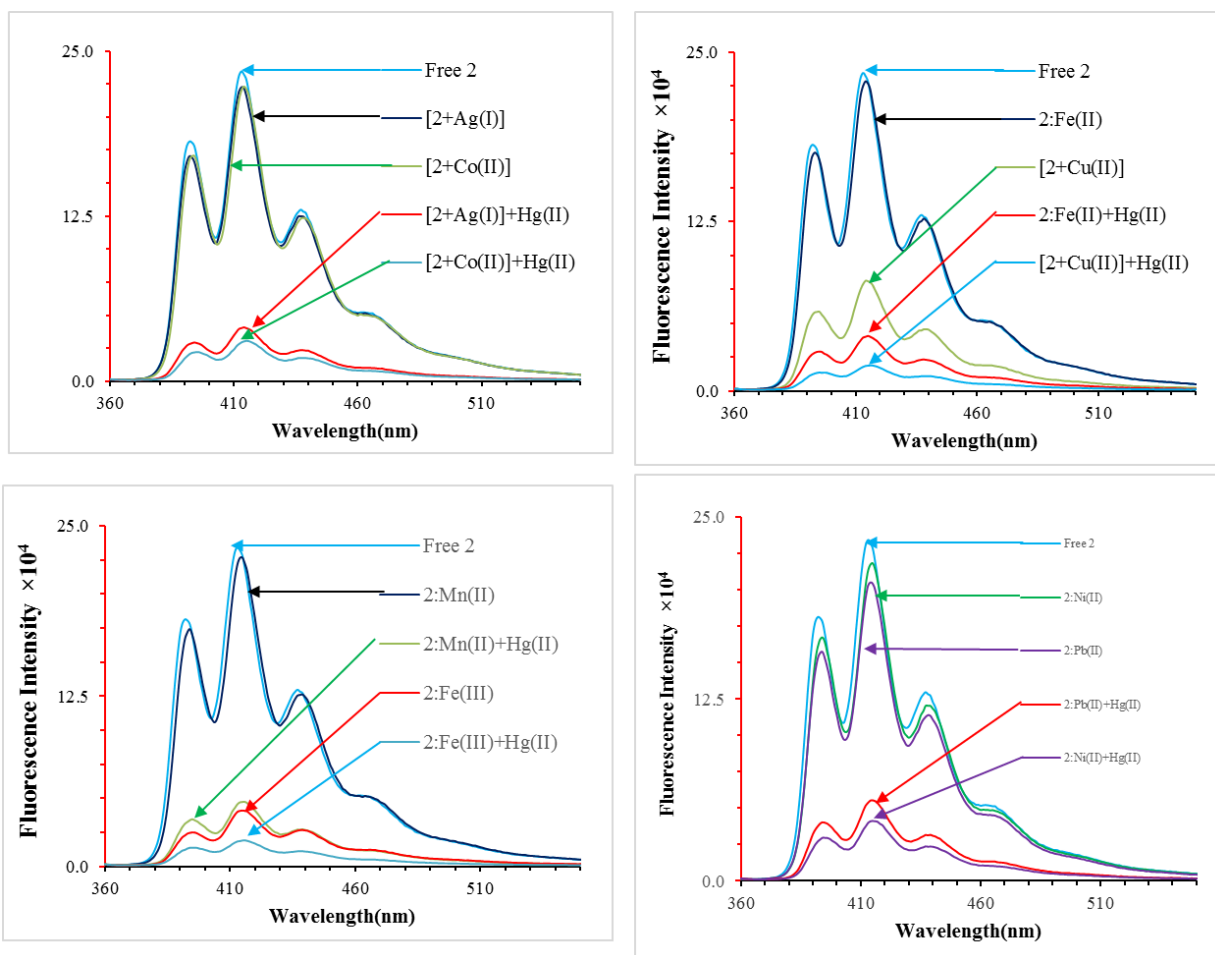 25.0
12.5
0.0
360
410
460
510
Wavelength(nm)
Free 2
[2+Ag(I)]
[2+Co(II)]
[2+Ag(I)]+Hg(II)
[2+Co(II)]+Hg(II)
Fluorescence Intensity ×10⁴
25.0
12.5
0.0
360
410
460
510
Wavelength(nm)
Free 2
2:Fe(II)
[2+Cu(II)]
2:Fe(II)+Hg(II)
[2+Cu(II)]+Hg(II)
Fluorescence Intensity ×10⁴
25.0
12.5
0.0
360
410
460
510
Wavelength(nm)
Free 2
2:Mn(II)
2:Mn(II)+Hg(II)
2:Fe(III)
2:Fe(III)+Hg(II)
Fluorescence Intensity ×10⁴
25.0
12.5
0.0
360
410
460
510
Wavelength(nm)
Free 2
2:Ni(II)
2:Pb(II)
2:Pb(II)+Hg(II)
2:Ni(II)+Hg(II)